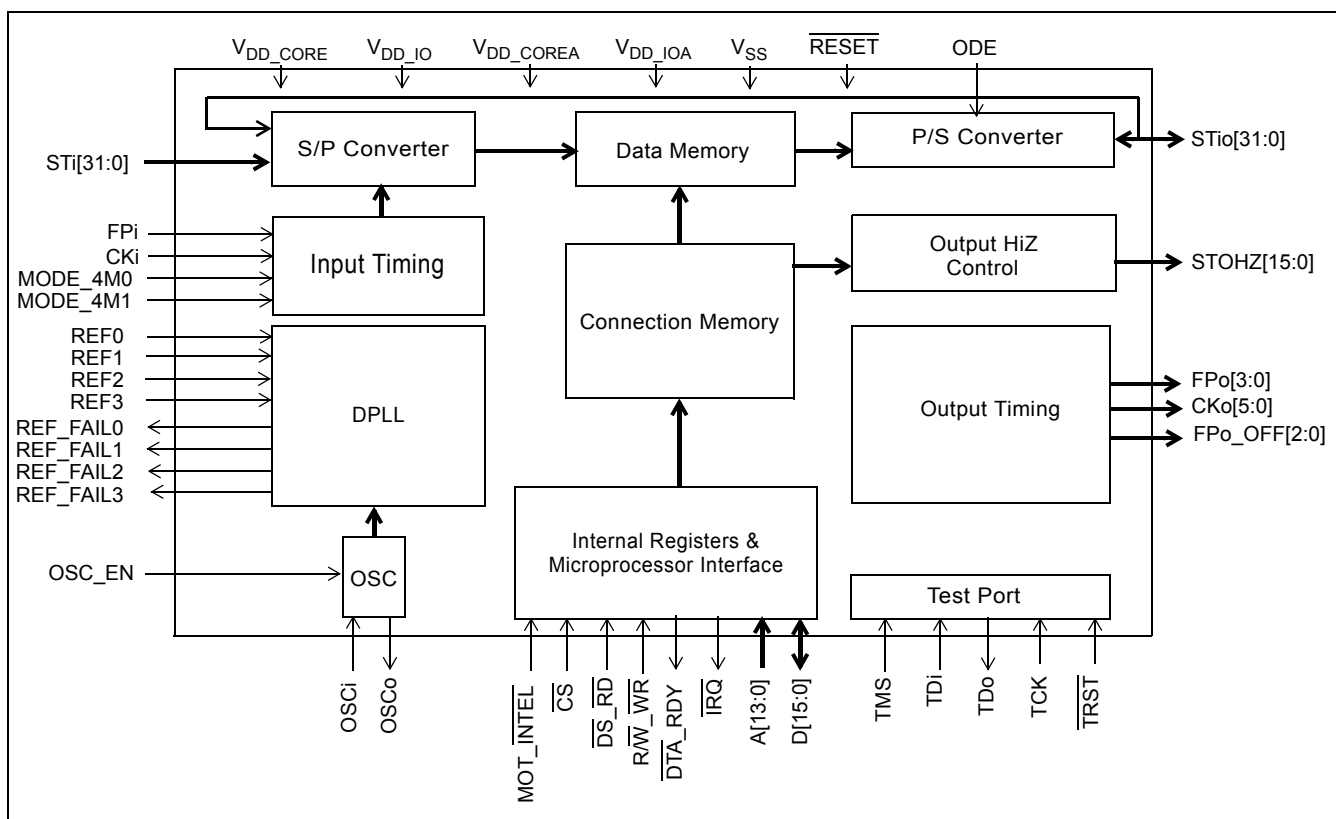 VDD_CORE
VDD_IO
VDD_COREA
VDD_IOA
VSS
RESET
ODE
S/P Converter
Data Memory
P/S Converter
STi[31:0]
STio[31:0]
FPi
CKi
MODE_4M0
MODE_4M1
Input Timing
Connection Memory
Output HiZ
Control
STOHZ[15:0]
REF0
REF1
REF2
REF3
REF_FAIL0
REF_FAIL1
REF_FAIL2
REF_FAIL3
DPLL
Output Timing
FPo[3:0]
CKo[5:0]
FPo_OFF[2:0]
OSC_EN
OSC
Internal Registers &
Microprocessor Interface
Test Port
OSCi
OSCo
MOT_INTEL
CS
DS_RD
R/W_WR
DTA_RDY
IRQ
A[13:0]
D[15:0]
TMS
TDi
TDo
TCK
TRST